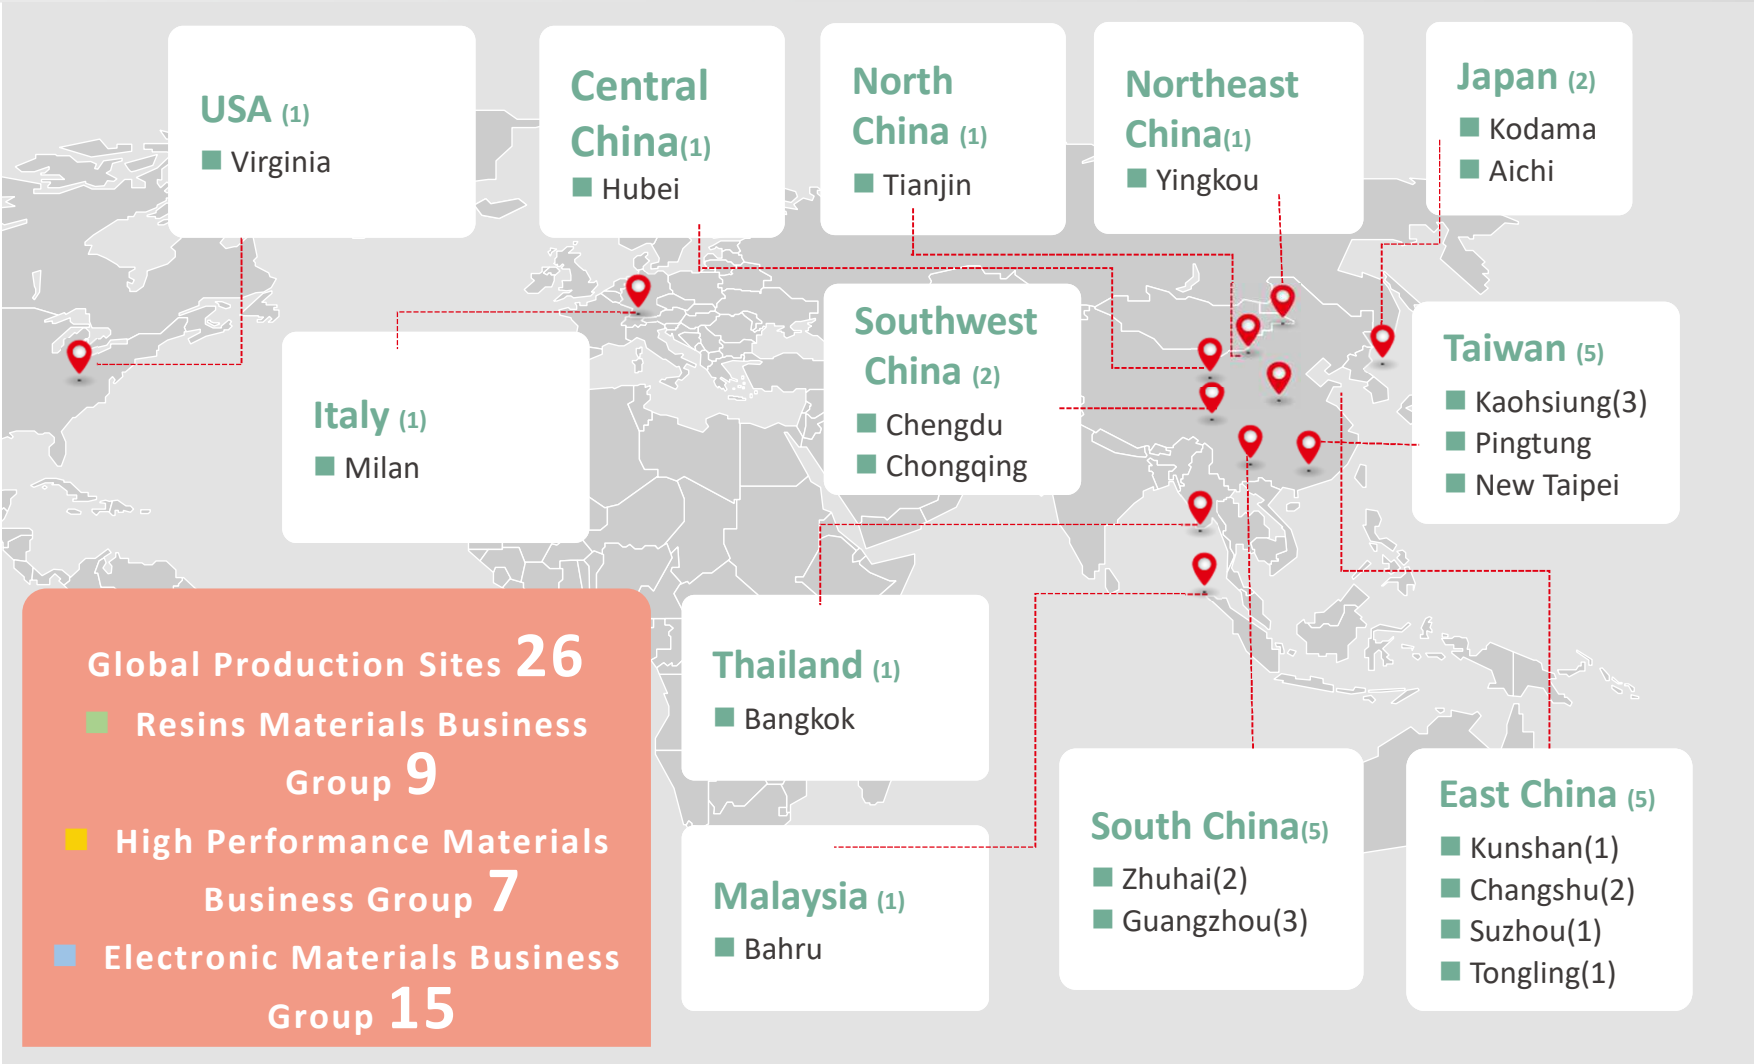 USA (1)
Virginia
Central
China(1)
Hubei
North
China (1)
Tianjin
Northeast
China(1)
Yingkou
Japan (2)
Kodama
Aichi
Italy (1)
Milan
Southwest
China (2)
Chengdu
Chongqing
Taiwan (5)
Kaohsiung(3)
Pingtung
New Taipei
Global Production Sites 26
Resins Materials Business
Group 9
High Performance Materials
Business Group 7
Electronic Materials Business
Group 15
Thailand (1)
Bangkok
Malaysia (1)
Bahru
South China(5)
Zhuhai(2)
Guangzhou(3)
East China (5)
Kunshan(1)
Changshu(2)
Suzhou(1)
Tongling(1)